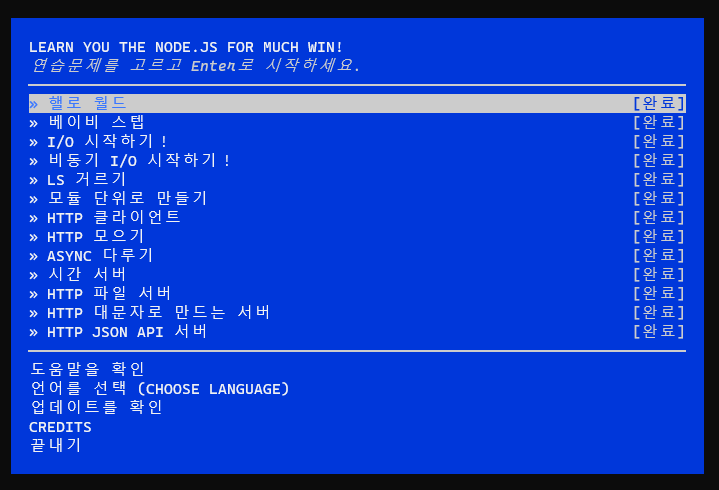 LEARN YOU THE NODE.JS FOR MUCH WIN!
연습문제를 고르고 Enter로 시작하세요.
» 헬로 월드 [완료]
» 베이비 스텝 [완료]
» I/O 시작하기! [완료]
» 비동기 I/O 시작하기! [완료]
» LS 거르기 [완료]
» 모듈 단위로 만들기 [완료]
» HTTP 클라이언트 [완료]
» HTTP 모으기 [완료]
» ASYNC 다루기 [완료]
» 시간 서버 [완료]
» HTTP 파일 서버 [완료]
» HTTP 대문자로 만드는 서버 [완료]
» HTTP JSON API 서버 [완료]
도움말을 확인
언어를 선택 (CHOOSE LANGUAGE)
업데이트를 확인
CREDITS
끝내기